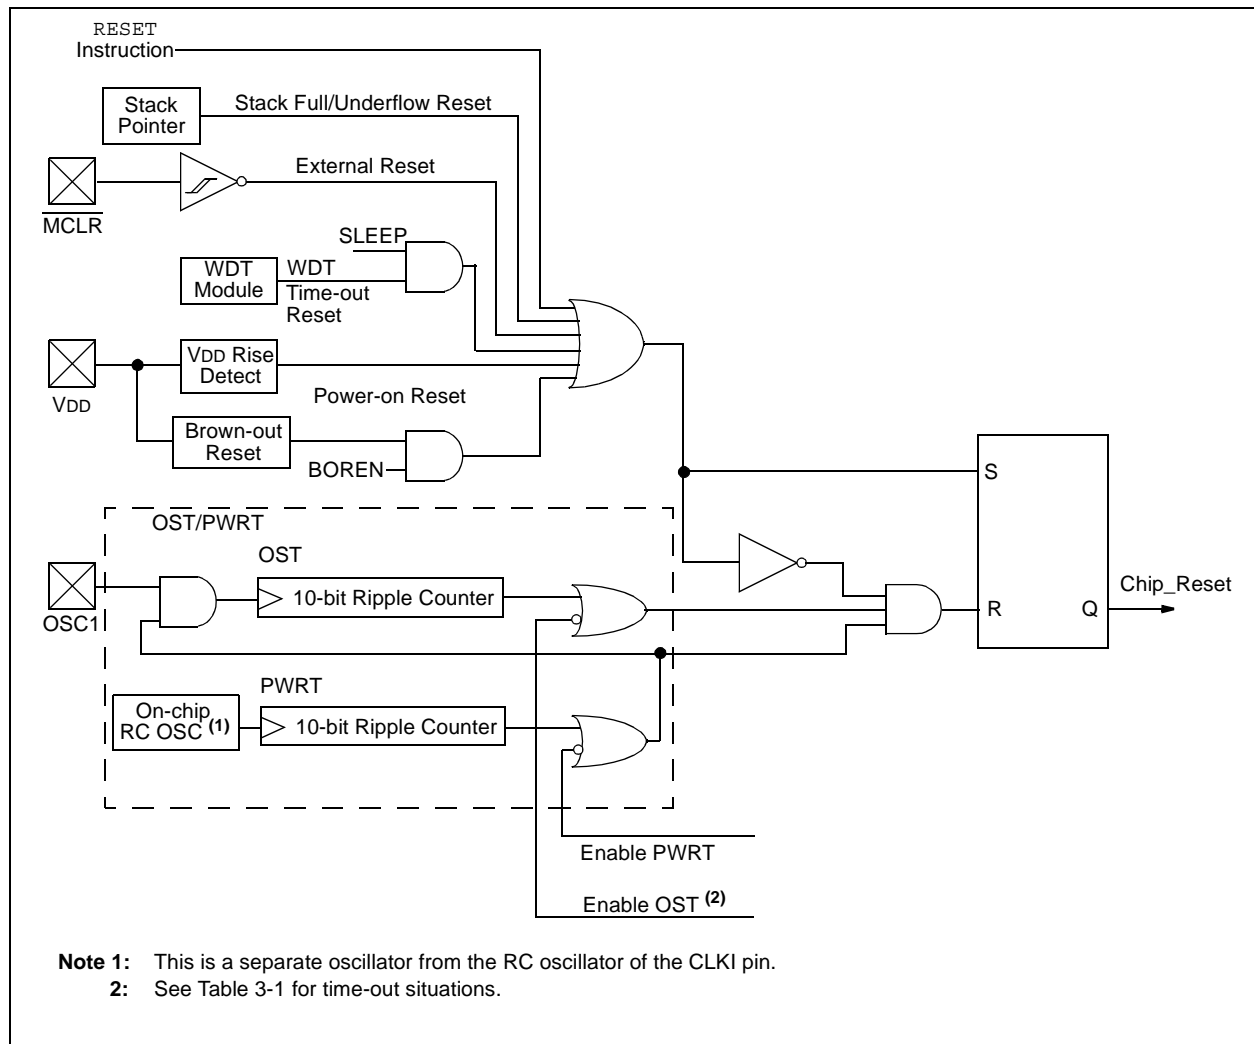 RESET
Instruction
Stack
Pointer
Stack Full/Underflow Reset
External Reset
MCLR
SLEEP
WDT
Module
WDT
Time-out
Reset
VDD
VDD Rise
Detect
Power-on Reset
Brown-out
Reset
BOREN
S
OST/PWRT
OST
OSC1
10-bit Ripple Counter
Chip_Reset
R
Q
PWRT
On-chip
RC OSC (1)
10-bit Ripple Counter
Enable PWRT
Enable OST (2)
Note 1: This is a separate oscillator from the RC oscillator of the CLKI pin.
2: See Table 3-1 for time-out situations.